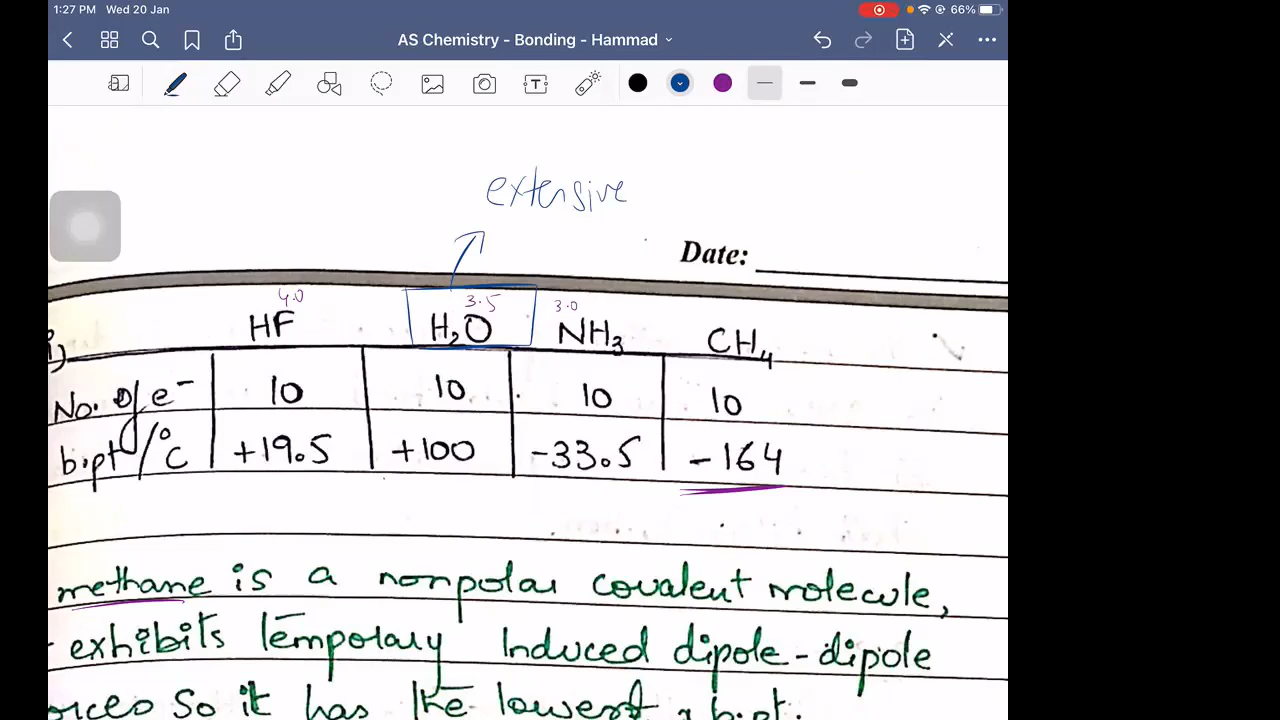 1:27 PM Wed 20 Jan
66%
AS Chemistry - Bonding - Hammad
T
extensive
Date:
4.0 3.5 3.0
i) HF H₂O NH₃ CH₄
No. of e⁻ 10 10 10 10
b.pt/°C +19.5 +100 -33.5 -164
methane is a nonpolar covalent molecule,
exhibits temporary Induced dipole-dipole
orces so it has the lowest b.pt.